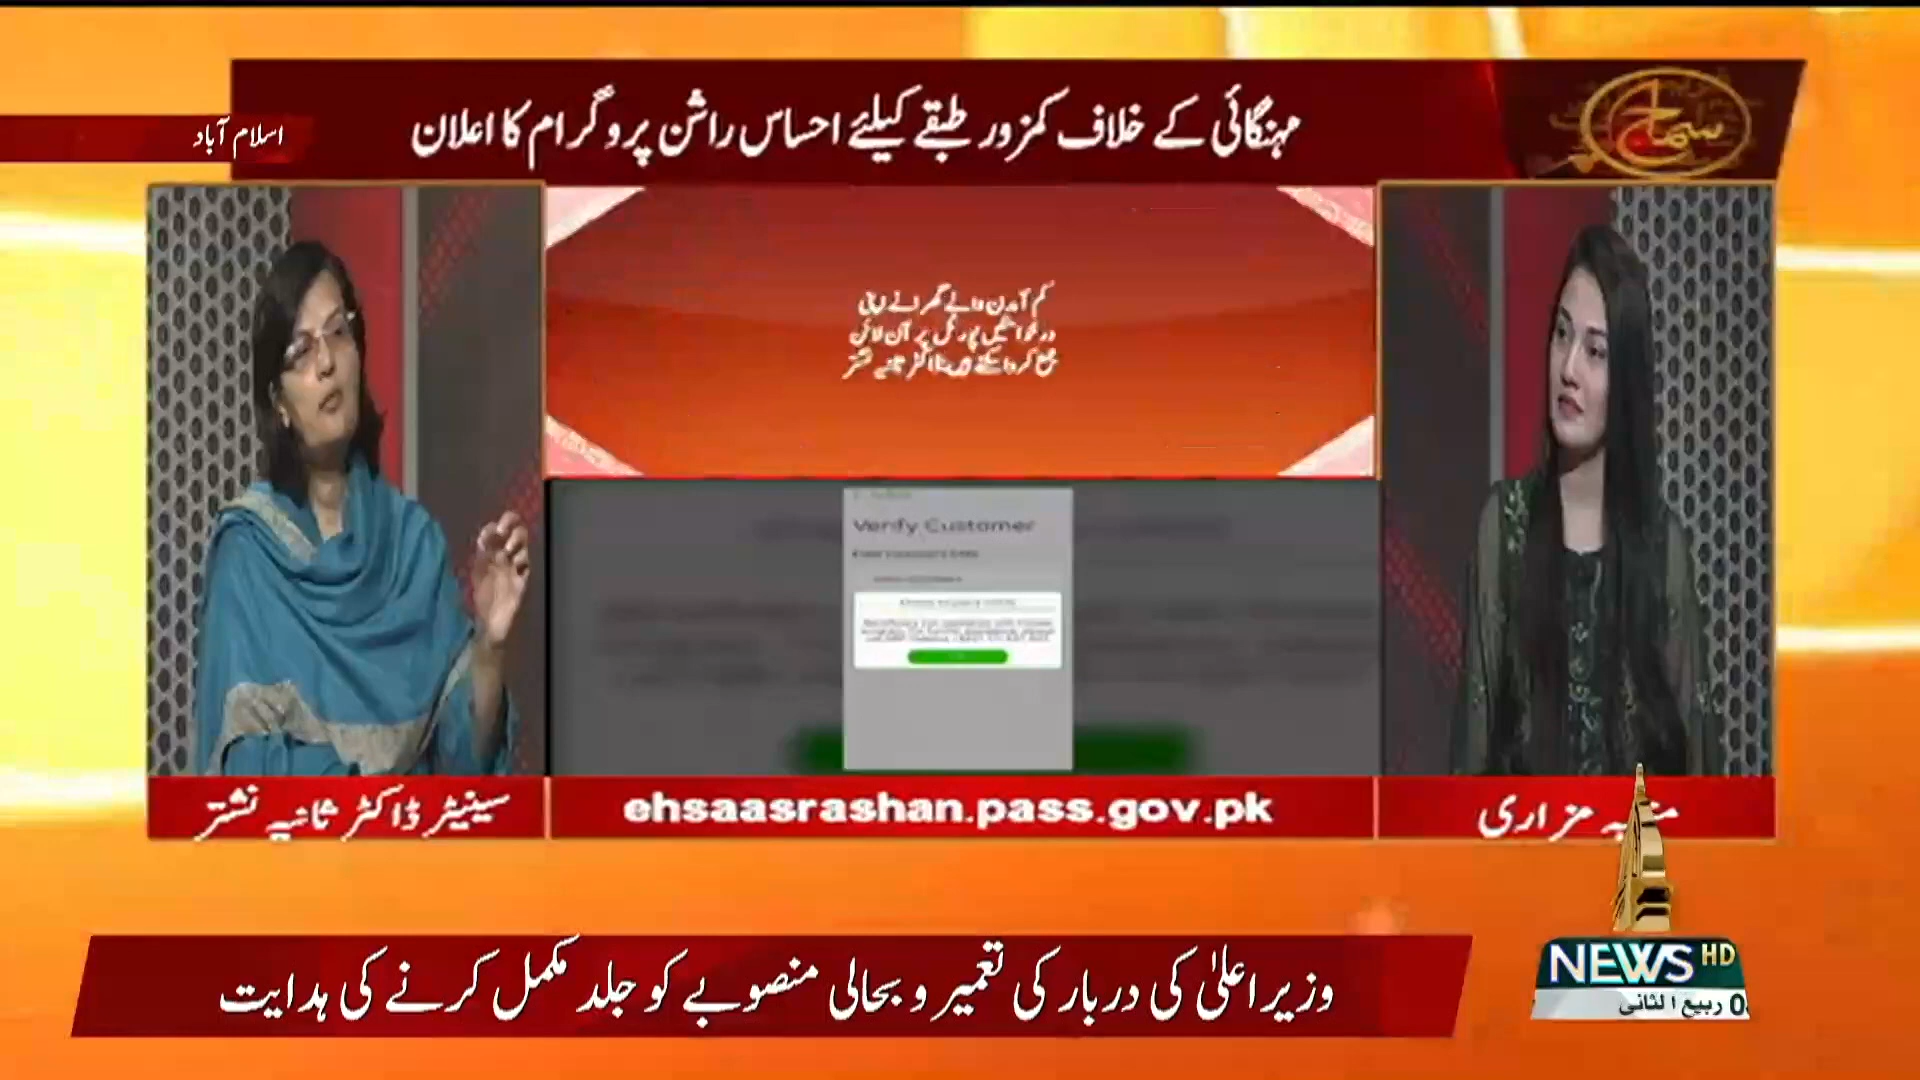 مہنگائی کے خلاف کمزور طبقے کیلئے احساس راشن پروگرام کا اعلان
سماج
اسلام آباد
کم آمدن والے گھرانے اپنی
درخواستیں پورٹل پر آن لائن
جمع کروا سکتے ہیں،ڈاکٹر ثانیہ نشتر
Verify Customer
سینیٹر ڈاکٹر ثانیہ نشتر
ehsaasrashan.pass.gov.pk
مزاری
وزیراعلیٰ کی دربار کی تعمیر و بحالی منصوبے کو جلد مکمل کرنے کی ہدایت
NEWS HD
0 ربیع الثانی